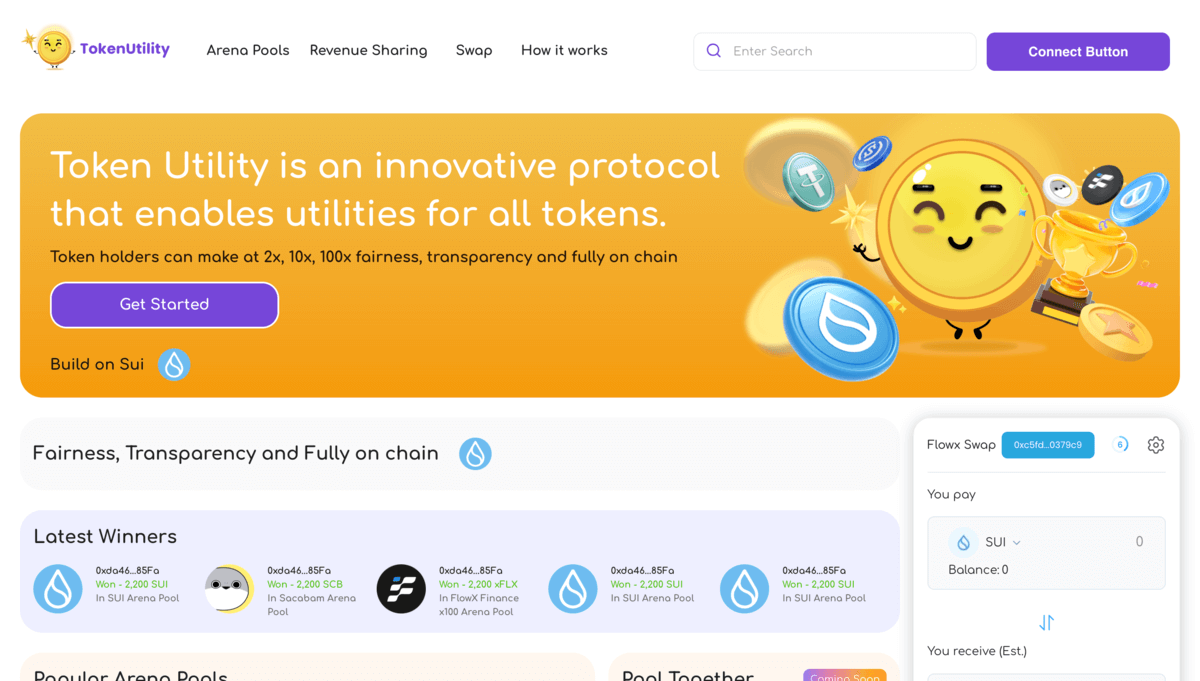 TokenUtility
Arena Pools
Revenue Sharing
Swap
How it works
Enter Search
Connect Button
Token Utility is an innovative protocol
that enables utilities for all tokens.
Token holders can make at 2x, 10x, 100x fairness, transparency and fully on chain
Get Started
Build on Sui
Fairness, Transparency and Fully on chain
Latest Winners
0xda46...85Fa
Won - 2,200 SUI
In SUI Arena Pool
0xda46...85Fa
Won - 2,200 SCB
In Sacabam Arena
Pool
0xda46...85Fa
Won - 2,200 xFLX
In FlowX Finance
x100 Arena Pool
0xda46...85Fa
Won - 2,200 SUI
In SUI Arena Pool
0xda46...85Fa
Won - 2,200 SUI
In SUI Arena Pool
Flowx Swap
0xc5fd...0379c9
6
You pay
SUI
0
Balance: 0
You receive (Est.)
Popular Arena Pools
Pool Together
Coming Soon